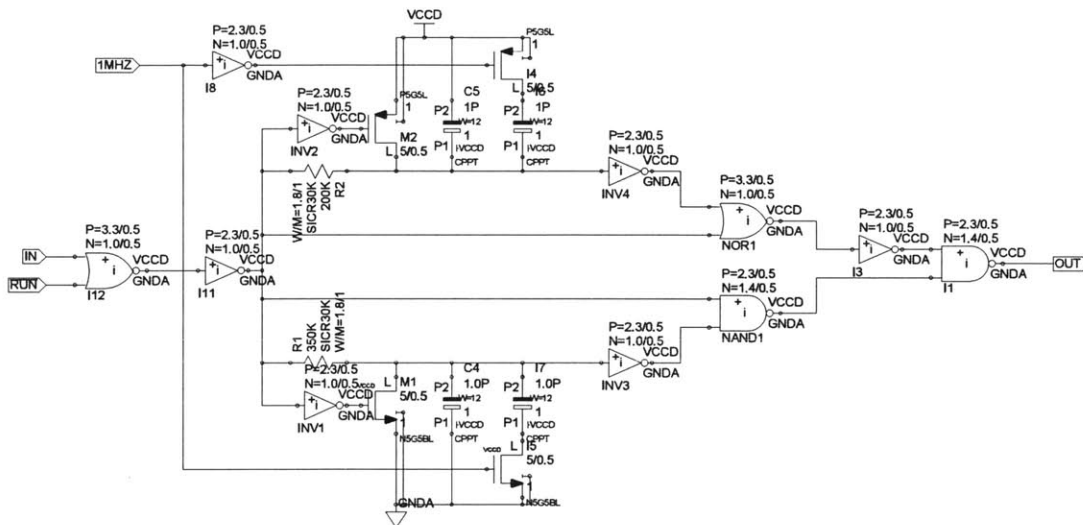 VCCD
P5G5L
1
P=2.3/0.5
N=1.0/0.5
VCCD
1MHZ
GNDA
I8
I4
5/0.5
P=2.3/0.5
N=1.0/0.5
VCCD
GNDA
INV2
P5G5L
1
M2
L 5/0.5
C5
1P
P2
W=12
1
P1
iVCCD
CPPT
L
1P
P2
W=12
1
P1
iVCCD
CPPT
P=2.3/0.5
N=1.0/0.5
VCCD
GNDA
INV4
W/M=1.8/1
SICR30K
200K
R2
P=3.3/0.5
N=1.0/0.5
VCCD
GNDA
NOR1
IN
RUN
P=3.3/0.5
N=1.0/0.5
VCCD
GNDA
I12
P=2.3/0.5
N=1.0/0.5
VCCD
GNDA
I11
P=2.3/0.5
N=1.0/0.5
VCCD
GNDA
I3
P=2.3/0.5
N=1.4/0.5
VCCD
GNDA
I1
OUT
P=2.3/0.5
N=1.4/0.5
VCCD
GNDA
NAND1
R1
350K
SICR30K
W/M=1.8/1
P=2.3/0.5
N=1.0/0.5
VCCD
GNDA
INV3
P=2.3/0.5
N=1.0/0.5
VCCD
GNDA
INV1
VCCD
L
M1
5/0.5
1
N5G5BL
C4
1.0P
P2
W=12
1
P1
iVCCD
CPPT
I7
1.0P
P2
W=12
1
P1
iVCCD
CPPT
VCCD
L
I5
5/0.5
1
N5G5BL
GNDA